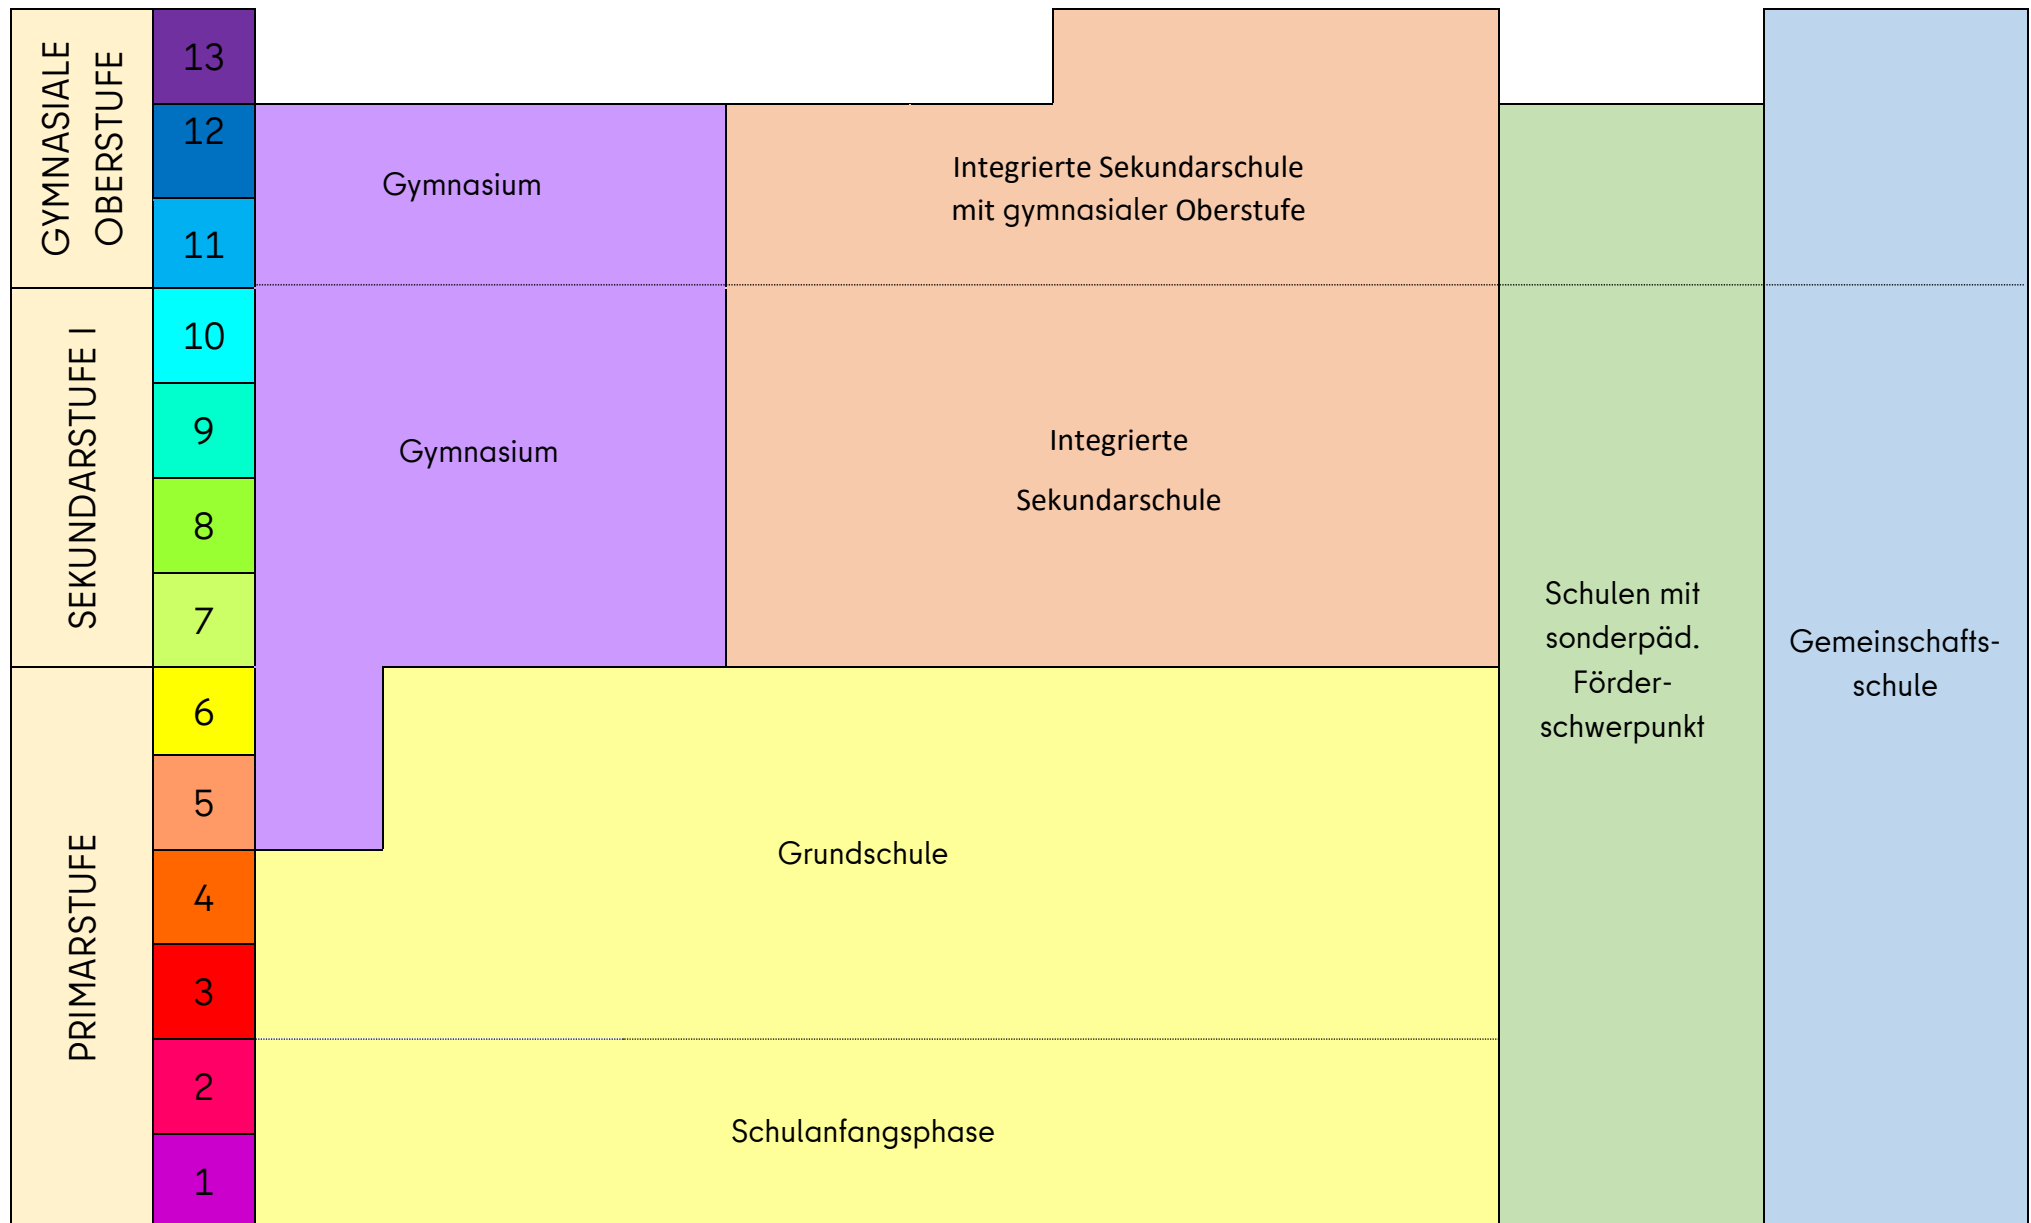 GYMNASIALE
OBERSTUFE
13
12
11
Gymnasium
Integrierte Sekundarschule
mit gymnasialer Oberstufe
SEKUNDARSTUFE I
10
9
8
7
Gymnasium
Integrierte
Sekundarschule
Schulen mit
sonderpäd.
Förder-
schwerpunkt
Gemeinschafts-
schule
PRIMARSTUFE
6
5
4
3
2
1
Grundschule
Schulanfangsphase